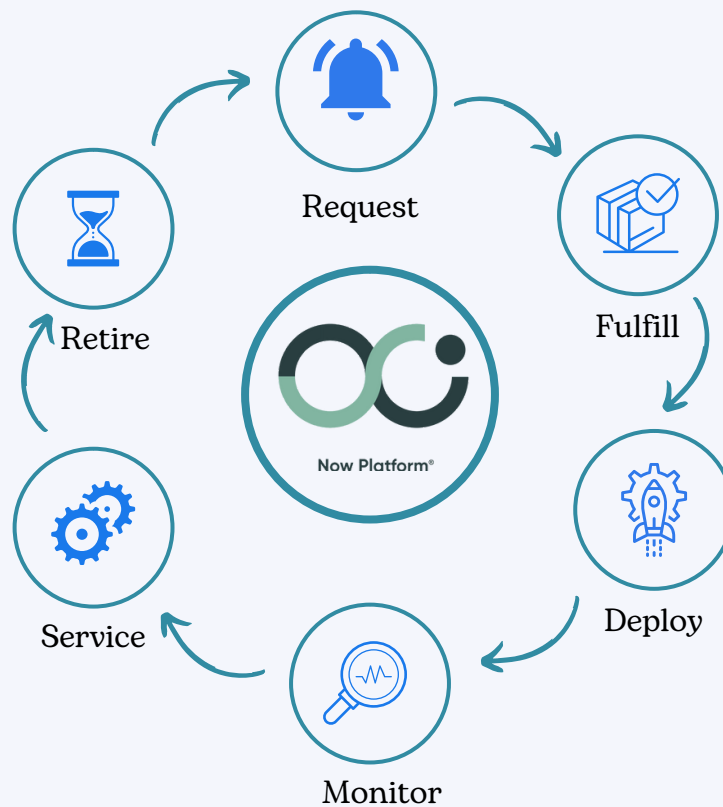 Request
Fulfill
Deploy
Monitor
Service
Retire
Now Platform®